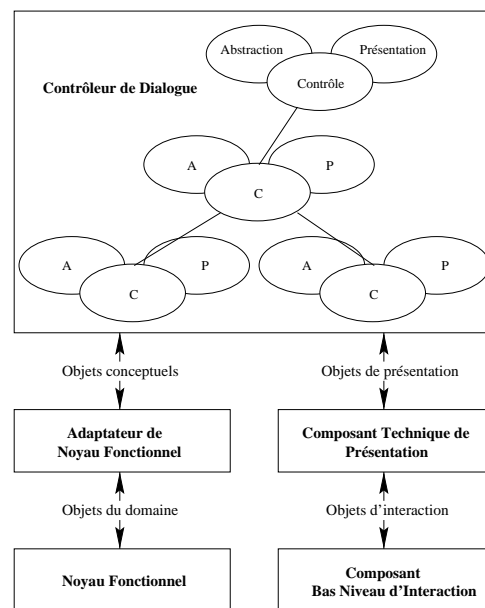 Abstraction
Présentation
Contrôle
Contrôleur de Dialogue
A
P
C
A
P
C
A
P
C
Objets conceptuels
Objets de présentation
Adaptateur de
Noyau Fonctionnel
Composant Technique de
Présentation
Objets du domaine
Objets d'interaction
Noyau Fonctionnel
Composant
Bas Niveau d'Interaction